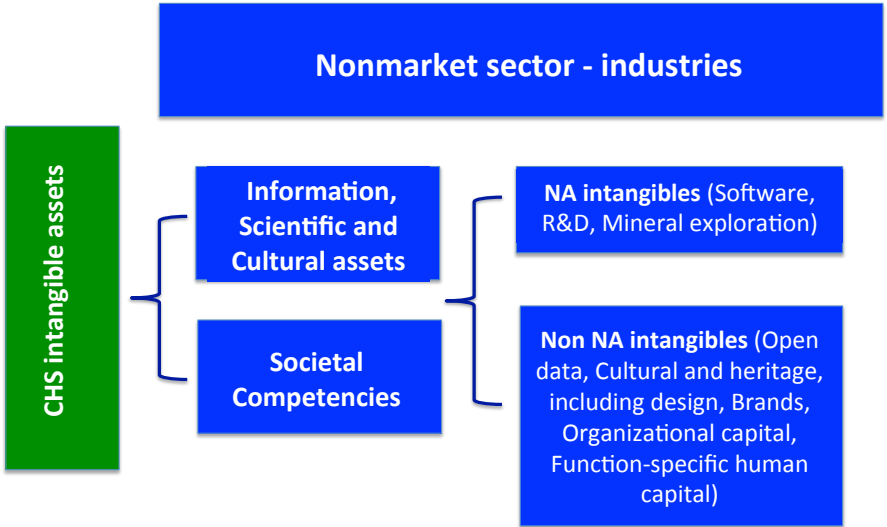 Nonmarket sector - industries
CHS intangible assets
Information,
Scientific and
Cultural assets
Societal
Competencies
NA intangibles (Software,
R&D, Mineral exploration)
Non NA intangibles (Open
data, Cultural and heritage,
including design, Brands,
Organizational capital,
Function-specific human
capital)